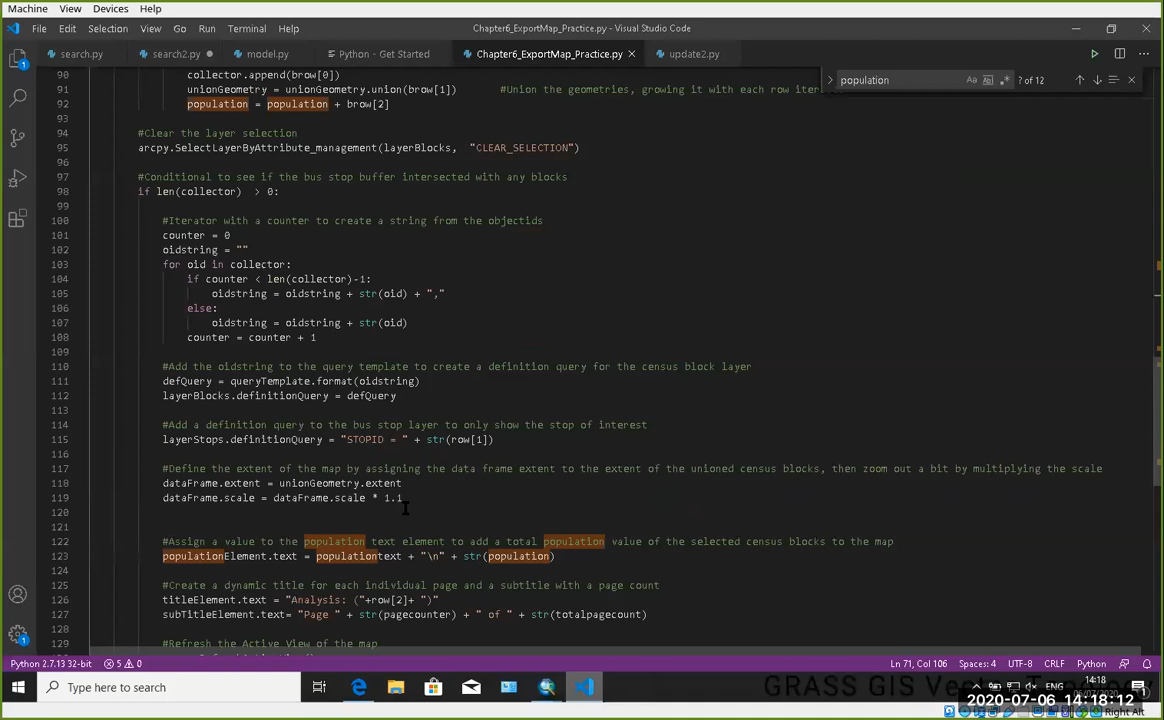 Machine View Devices Help
File Edit Selection View Go Run Terminal Help Chapter6_ExportMap_Practice.py - Visual Studio Code
search.py search2.py model.py Python - Get Started Chapter6_ExportMap_Practice.py update2.py
population Aa ? of 12
90 collector.append(brow[0])
91 unionGeometry = unionGeometry.union(brow[1]) #Union the geometries, growing it with each row
92 population = population + brow[2]
93
94 #Clear the layer selection
95 arcpy.SelectLayerByAttribute_management(layerBlocks, "CLEAR_SELECTION")
96
97 #Conditional to see if the bus stop buffer intersected with any blocks
98 if len(collector) > 0:
99
100 #Iterator with a counter to create a string from the objectids
101 counter = 0
102 oidstring = ""
103 for oid in collector:
104 if counter < len(collector)-1:
105 oidstring = oidstring + str(oid) + ","
106 else:
107 oidstring = oidstring + str(oid)
108 counter = counter + 1
109
110 #Add the oidstring to the query template to create a definition query for the census block layer
111 defQuery = queryTemplate.format(oidstring)
112 layerBlocks.definitionQuery = defQuery
113
114 #Add a definition query to the bus stop layer to only show the stop of interest
115 layerStops.definitionQuery = "STOPID = " + str(row[1])
116
117 #Define the extent of the map by assigning the data frame extent to the extent of the unioned census blocks, then zoom out a bit by multiplying the scale
118 dataFrame.extent = unionGeometry.extent
119 dataFrame.scale = dataFrame.scale * 1.1
120
121
122 #Assign a value to the population text element to add a total population value of the selected census blocks to the map
123 populationElement.text = populationtext + "\n" + str(population)
124
125 #Create a dynamic title for each individual page and a subtitle with a page count
126 titleElement.text = "Analysis: ("+row[2]+ ")"
127 subTitleElement.text= "Page " + str(pagecounter) + " of " + str(totalpagecount)
128
129 #Refresh the Active View of the map
Python 2.7.13 32-bit 5 0 Ln 71, Col 106 Spaces: 4 UTF-8 CRLF Python
Type here to search ENG 14:18
GRASS GIS Vector
2020-07-06 14:18:12
Right Alt